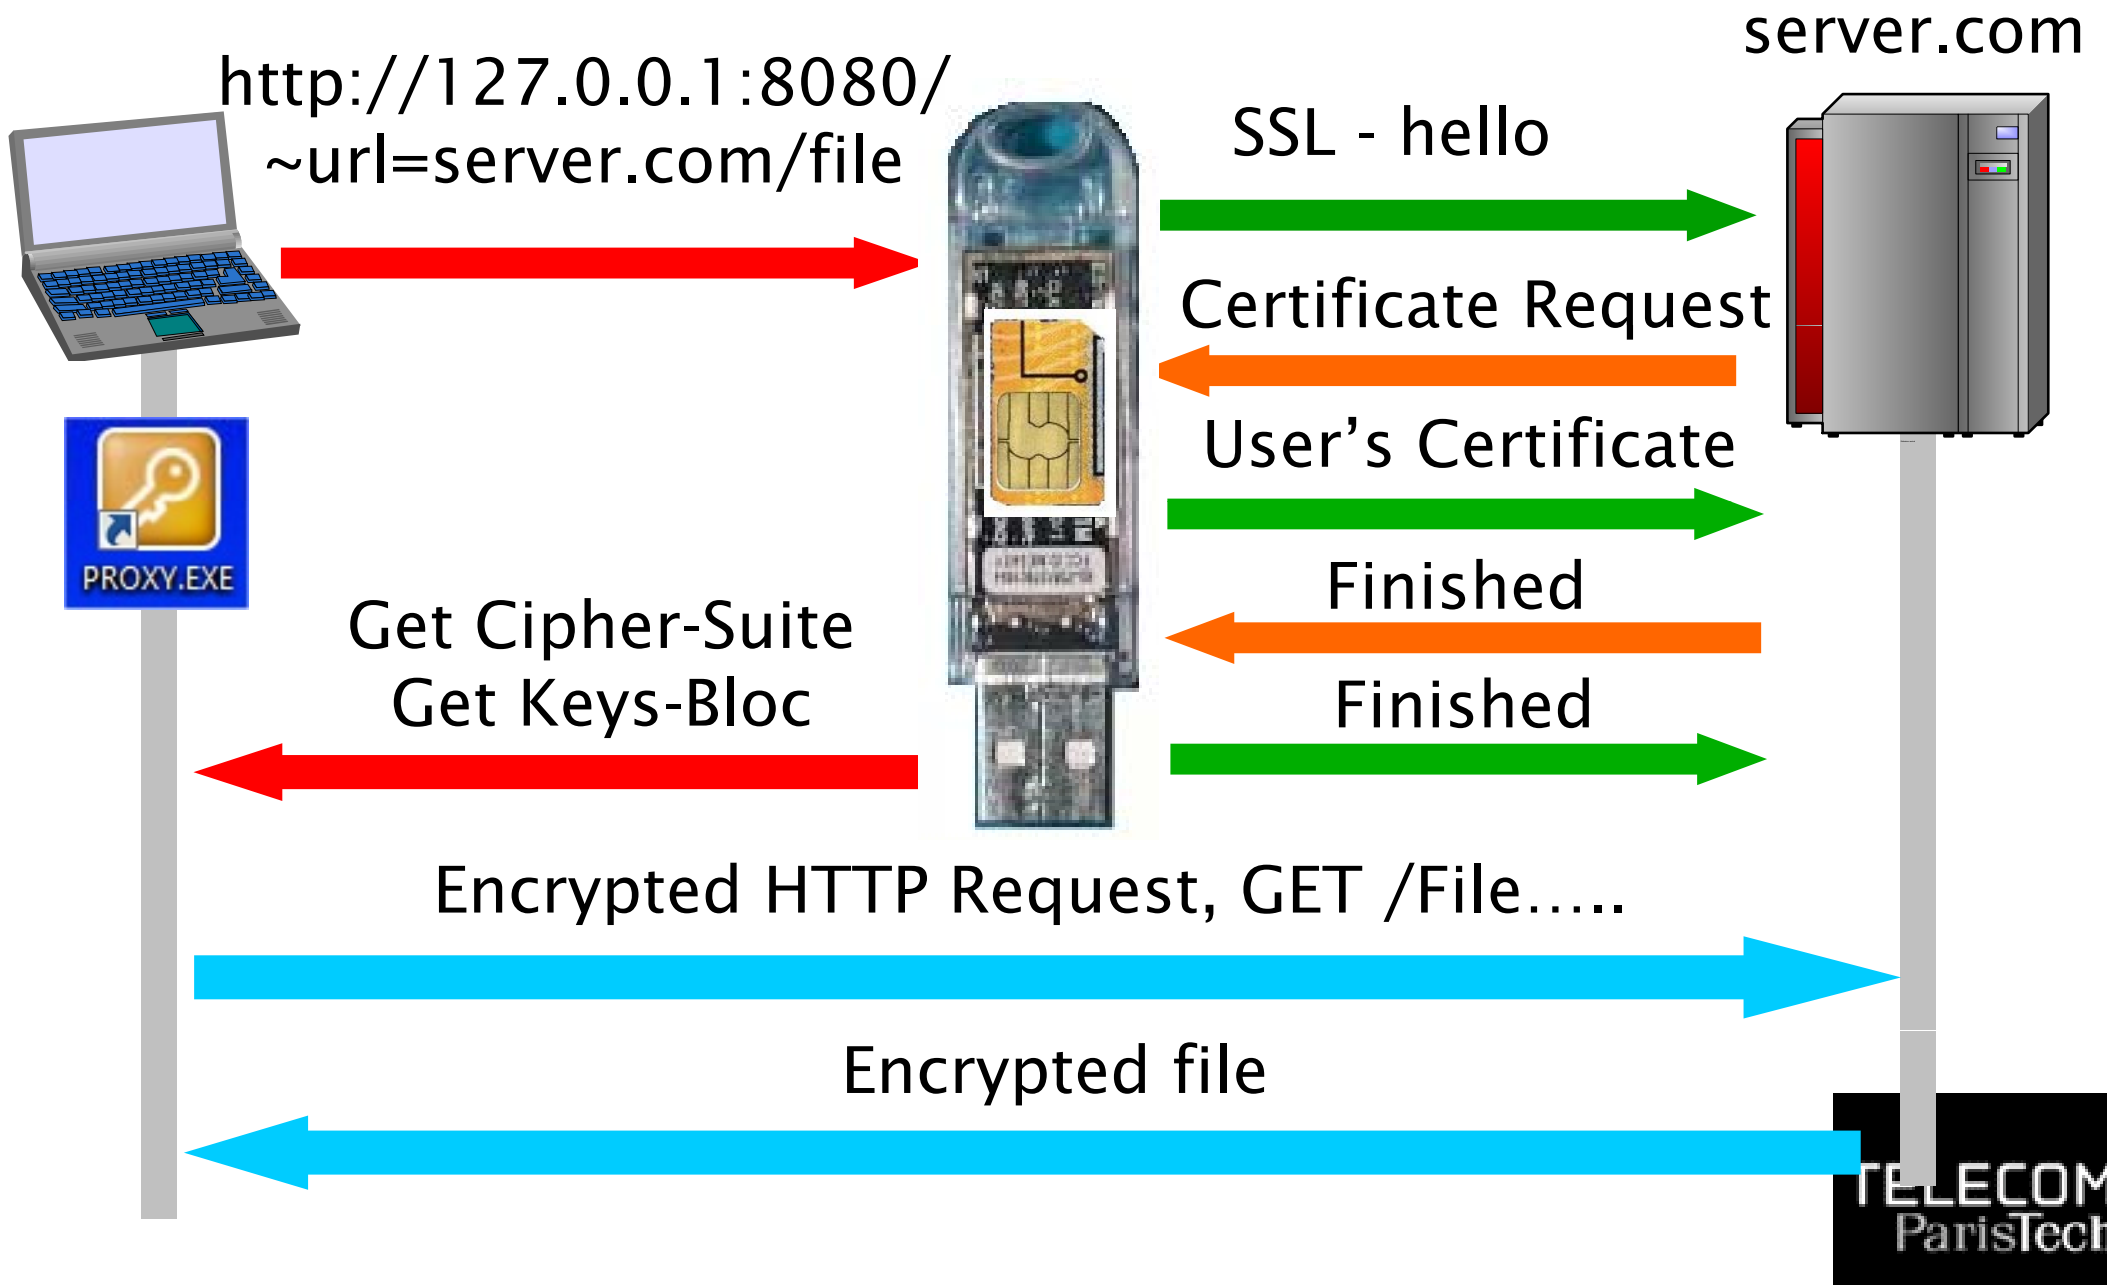 server.com
http://127.0.0.1:8080/
~url=server.com/file
SSL - hello
Certificate Request
User’s Certificate
PROXY.EXE
Finished
Get Cipher-Suite
Get Keys-Bloc
Finished
Encrypted HTTP Request, GET /File…..
Encrypted file
TELECOM
ParisTech